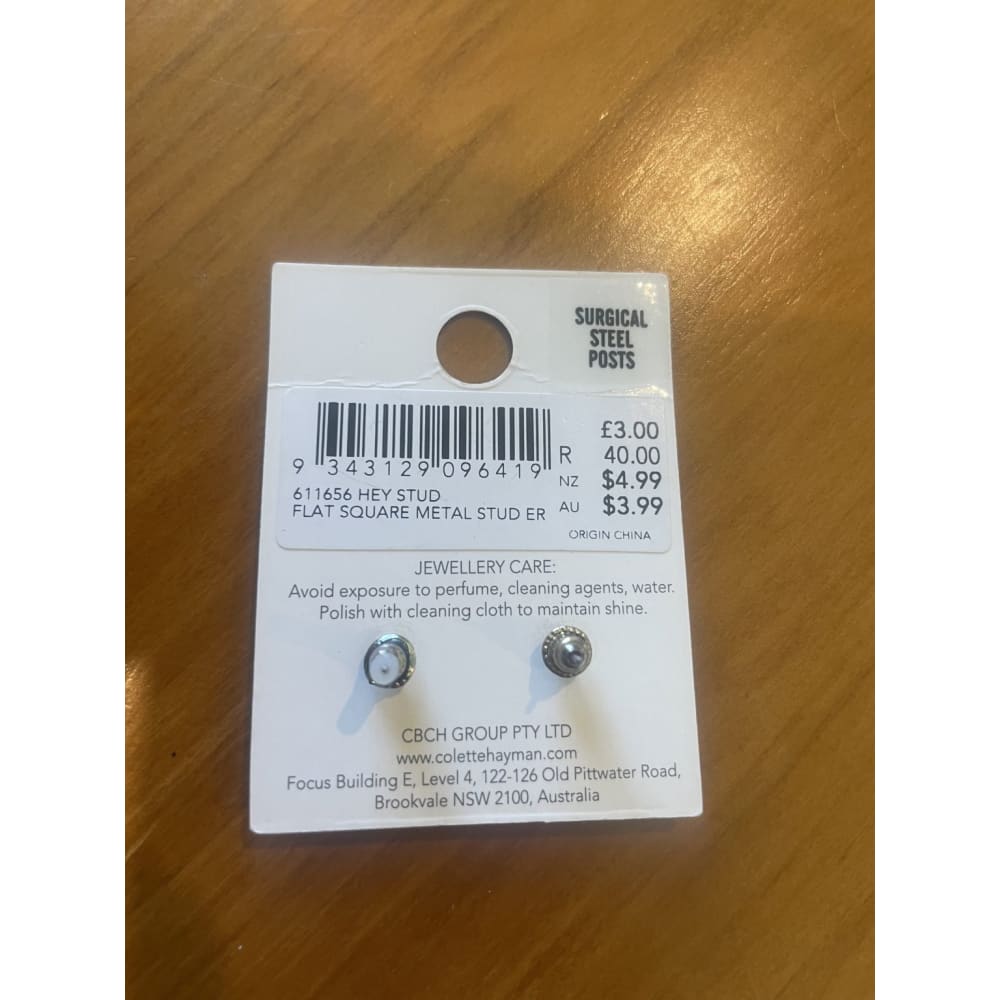 SURGICAL
STEEL
POSTS
£3.00
R 40.00
NZ $4.99
AU $3.99
9 343129 096419
611656 HEY STUD
FLAT SQUARE METAL STUD ER
ORIGIN CHINA
JEWELLERY CARE:
Avoid exposure to perfume, cleaning agents, water.
Polish with cleaning cloth to maintain shine.
CBCH GROUP PTY LTD
www.colettehayman.com
Focus Building E, Level 4, 122-126 Old Pittwater Road,
Brookvale NSW 2100, Australia